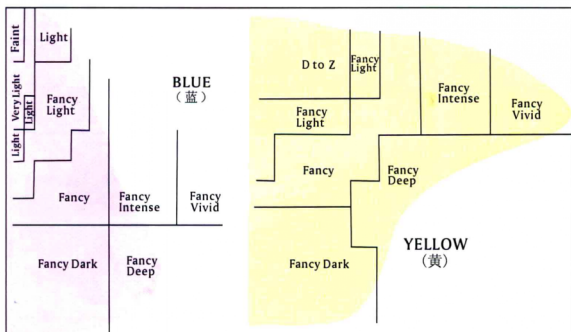 Faint
Light
Very Light
Light
Light
Fancy
Light
BLUE
(蓝)
Fancy
Fancy
Intense
Fancy
Vivid
Fancy Dark
Fancy
Deep
D to Z
Fancy
Light
Fancy
Light
Fancy
Intense
Fancy
Vivid
Fancy
Fancy
Deep
Fancy Dark
YELLOW
(黄)